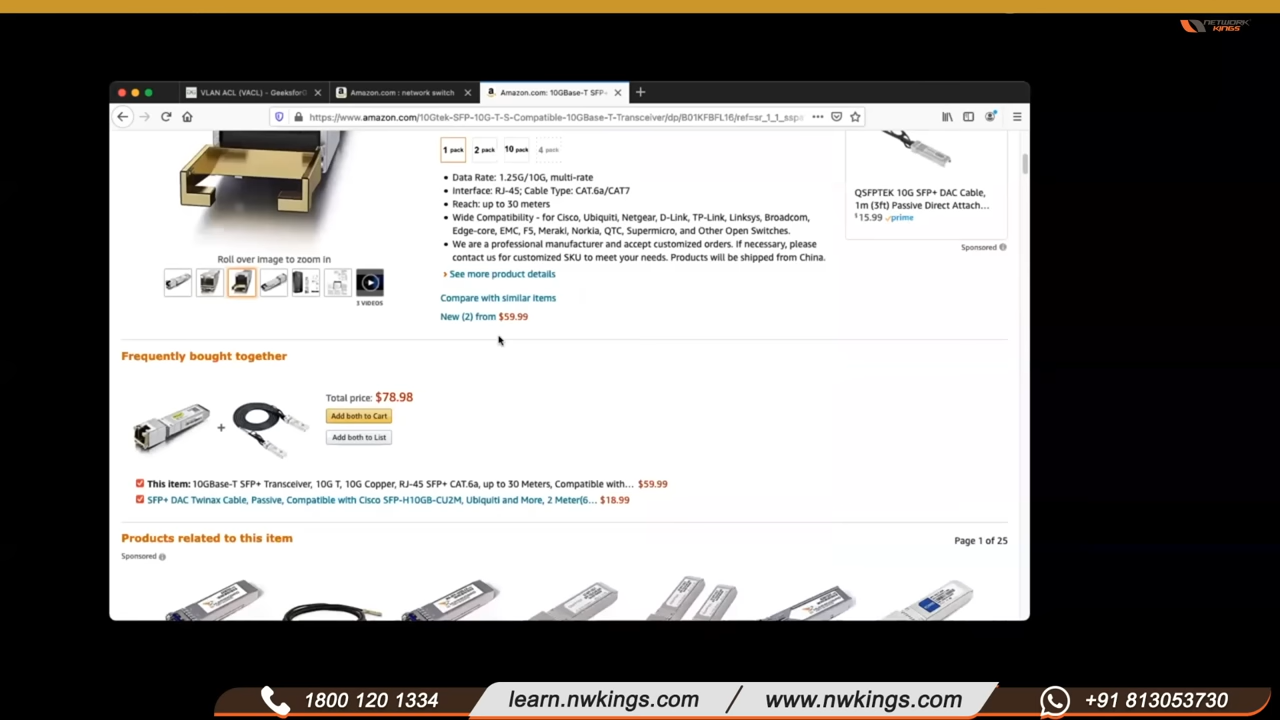 NETWORK
KINGS
VLAN ACL (VACL) - Geeksfor
Amazon.com : network switch
Amazon.com: 10GBase-T SFP+
https://www.amazon.com/10Gtek-SFP-10G-T-S-Compatible-10GBase-T-Transceiver/dp/B01KFBFL16/ref=sr_1_1_sspa
1 pack
2 pack
10 pack
4 pack
Data Rate: 1.25G/10G, multi-rate
Interface: RJ-45; Cable Type: CAT.6a/CAT7
Reach: up to 30 meters
Wide Compatibility - for Cisco, Ubiquiti, Netgear, D-Link, TP-Link, Linksys, Broadcom,
Edge-core, EMC, F5, Meraki, Norkia, QTC, Supermicro, and Other Open Switches.
We are a professional manufacturer and accept customized orders. If necessary, please
contact us for customized SKU to meet your needs. Products will be shipped from China.
› See more product details
Compare with similar items
New (2) from $59.99
QSFPTEK 10G SFP+ DAC Cable,
1m (3ft) Passive Direct Attach...
$15.99 prime
Sponsored
Roll over image to zoom in
3 VIDEOS
Frequently bought together
+
Total price: $78.98
Add both to Cart
Add both to List
This item: 10GBase-T SFP+ Transceiver, 10G T, 10G Copper, RJ-45 SFP+ CAT.6a, up to 30 Meters, Compatible with... $59.99
SFP+ DAC Twinax Cable, Passive, Compatible with Cisco SFP-H10GB-CU2M, Ubiquiti and More, 2 Meter(6... $18.99
Products related to this item
Page 1 of 25
Sponsored
1800 120 1334
learn.nwkings.com / www.nwkings.com
+91 813053730